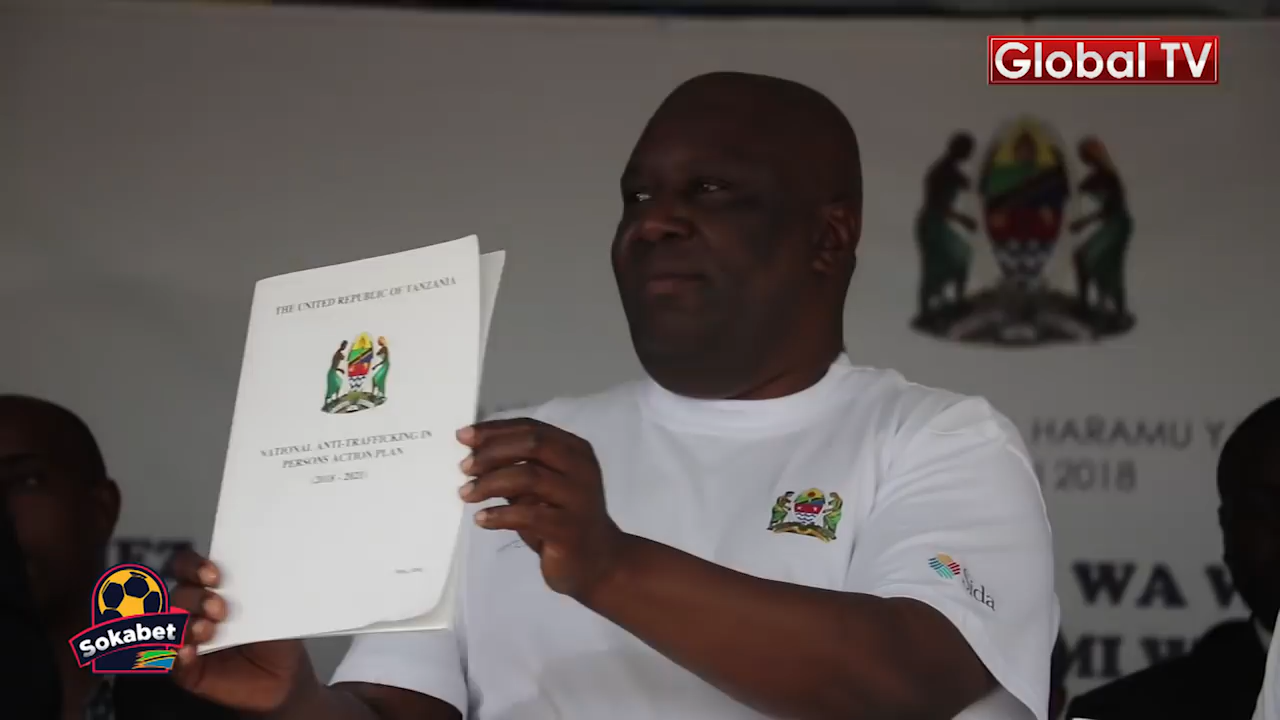 Global TV
THE UNITED REPUBLIC OF TANZANIA
NATIONAL ANTI-TRAFFICKING IN
PERSONS ACTION PLAN
(2018 - 2021)
HARAMU Y
2018
WA W
MI W
Sida
Sokabet